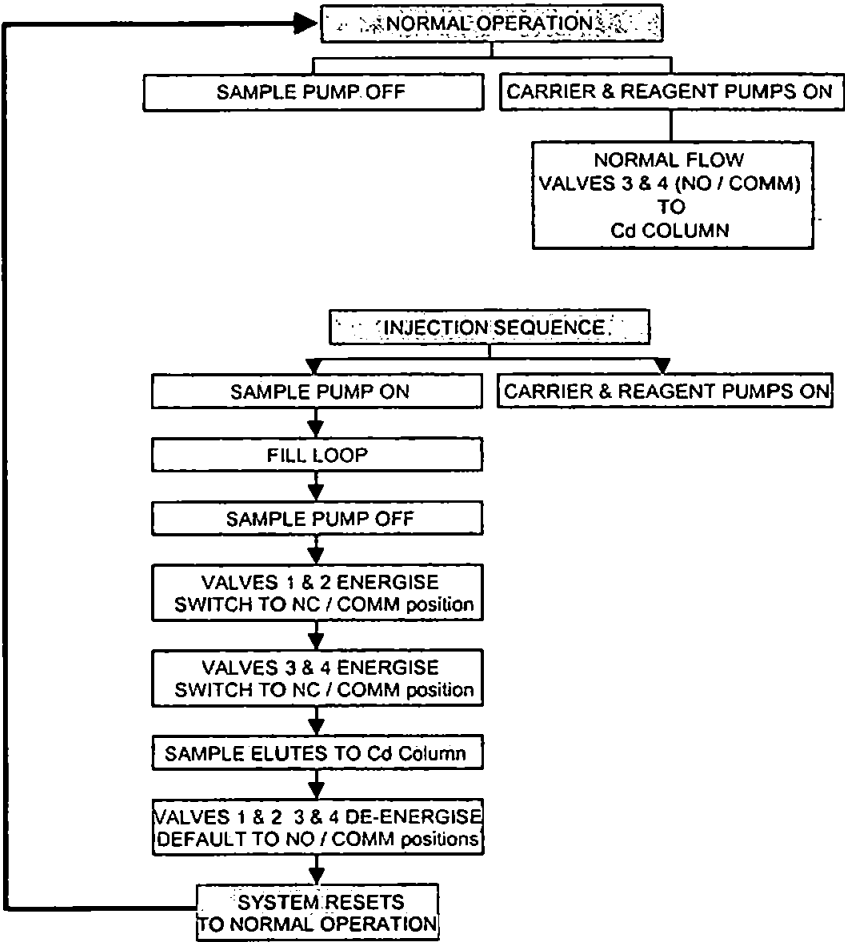 NORMAL OPERATION
SAMPLE PUMP OFF
CARRIER & REAGENT PUMPS ON
NORMAL FLOW
VALVES 3 & 4 (NO / COMM)
TO
Cd COLUMN
INJECTION SEQUENCE
SAMPLE PUMP ON
CARRIER & REAGENT PUMPS ON
FILL LOOP
SAMPLE PUMP OFF
VALVES 1 & 2 ENERGISE
SWITCH TO NC / COMM position
VALVES 3 & 4 ENERGISE
SWITCH TO NC / COMM position
SAMPLE ELUTES TO Cd Column
VALVES 1 & 2 3 & 4 DE-ENERGISE
DEFAULT TO NO / COMM positions
SYSTEM RESETS
TO NORMAL OPERATION